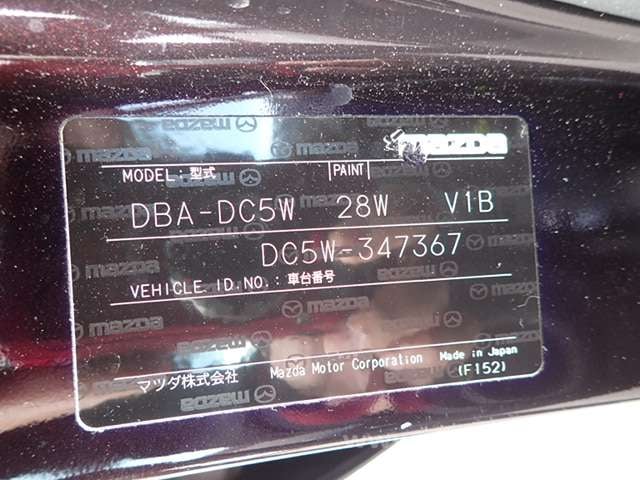 mazda
MODEL:型式 PAINT
DBA-DC5W 28W V1B
DC5W-347367
VEHICLE ID.NO.:車台番号
マツダ株式会社 Mazda Motor Corporation Made in Japan
(F152)